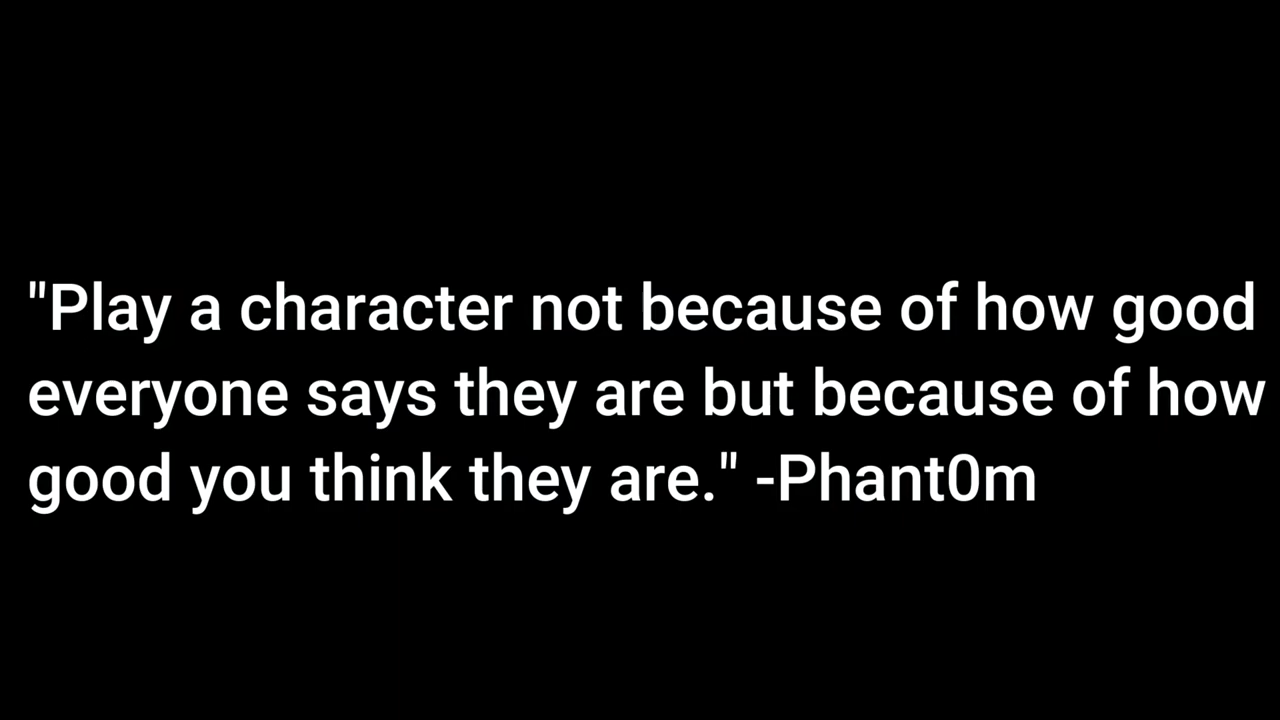 "Play a character not because of how good
everyone says they are but because of how
good you think they are." -Phant0m